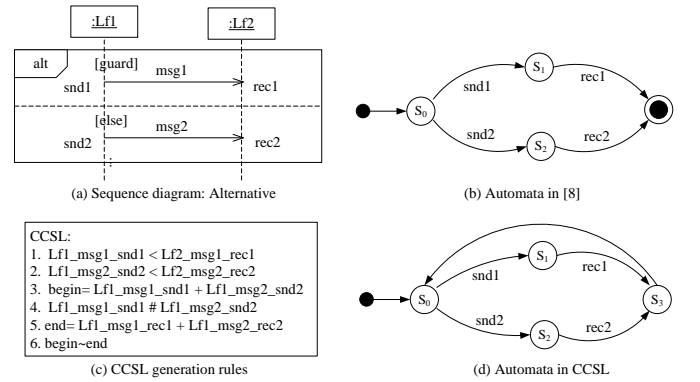 :Lf1
:Lf2
alt
[guard]
msg1
snd1
rec1
[else]
msg2
snd2
rec2
(a) Sequence diagram: Alternative
S0
snd1
S1
rec1
snd2
S2
rec2
(b) Automata in [8]
CCSL:
1. Lf1_msg1_snd1 < Lf2_msg1_rec1
2. Lf1_msg2_snd2 < Lf2_msg2_rec2
3. begin= Lf1_msg1_snd1 + Lf1_msg2_snd2
4. Lf1_msg1_snd1 # Lf1_msg2_snd2
5. end= Lf1_msg1_rec1 + Lf1_msg2_rec2
6. begin~end
(c) CCSL generation rules
S0
snd1
S1
rec1
S3
snd2
S2
rec2
(d) Automata in CCSL